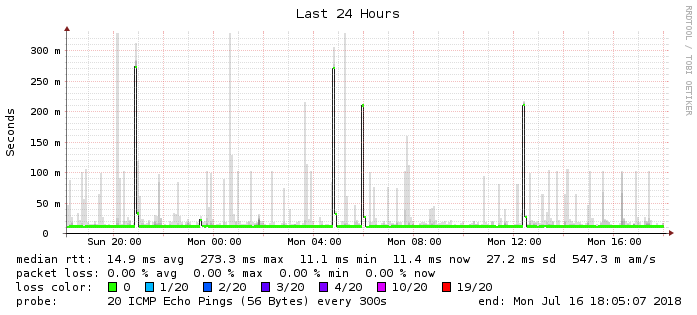 Last 24 Hours
RRDTOOL / TOBI OETIKER
Seconds
300 m
250 m
200 m
150 m
100 m
50 m
0
Sun 20:00 Mon 00:00 Mon 04:00 Mon 08:00 Mon 12:00 Mon 16:00
median rtt: 14.9 ms avg 273.3 ms max 11.1 ms min 11.4 ms now 27.2 ms sd 547.3 m am/s
packet loss: 0.00 % avg 0.00 % max 0.00 % min 0.00 % now
loss color: 0 1/20 2/20 3/20 4/20 10/20 19/20
probe: 20 ICMP Echo Pings (56 Bytes) every 300s end: Mon Jul 16 18:05:07 2018